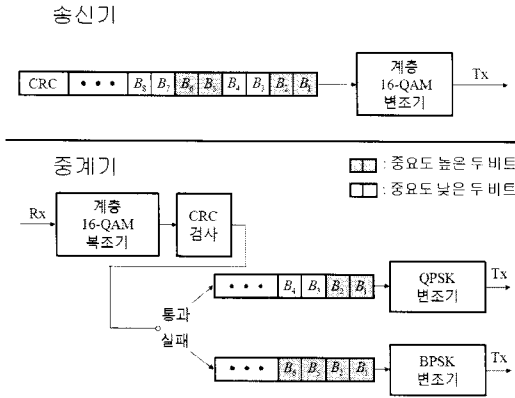 송신기
CRC • • • B8 B7 B6 B5 B4 B3 B2 B1
계층
16-QAM
변조기
Tx
중계기
: 중요도 높은 두 비트
: 중요도 낮은 두 비트
Rx
계층
16-QAM
복조기
CRC
검사
통과
실패
• • • B4 B3 B2 B1
QPSK
변조기
Tx
• • • B6 B5 B2 B1
BPSK
변조기
Tx